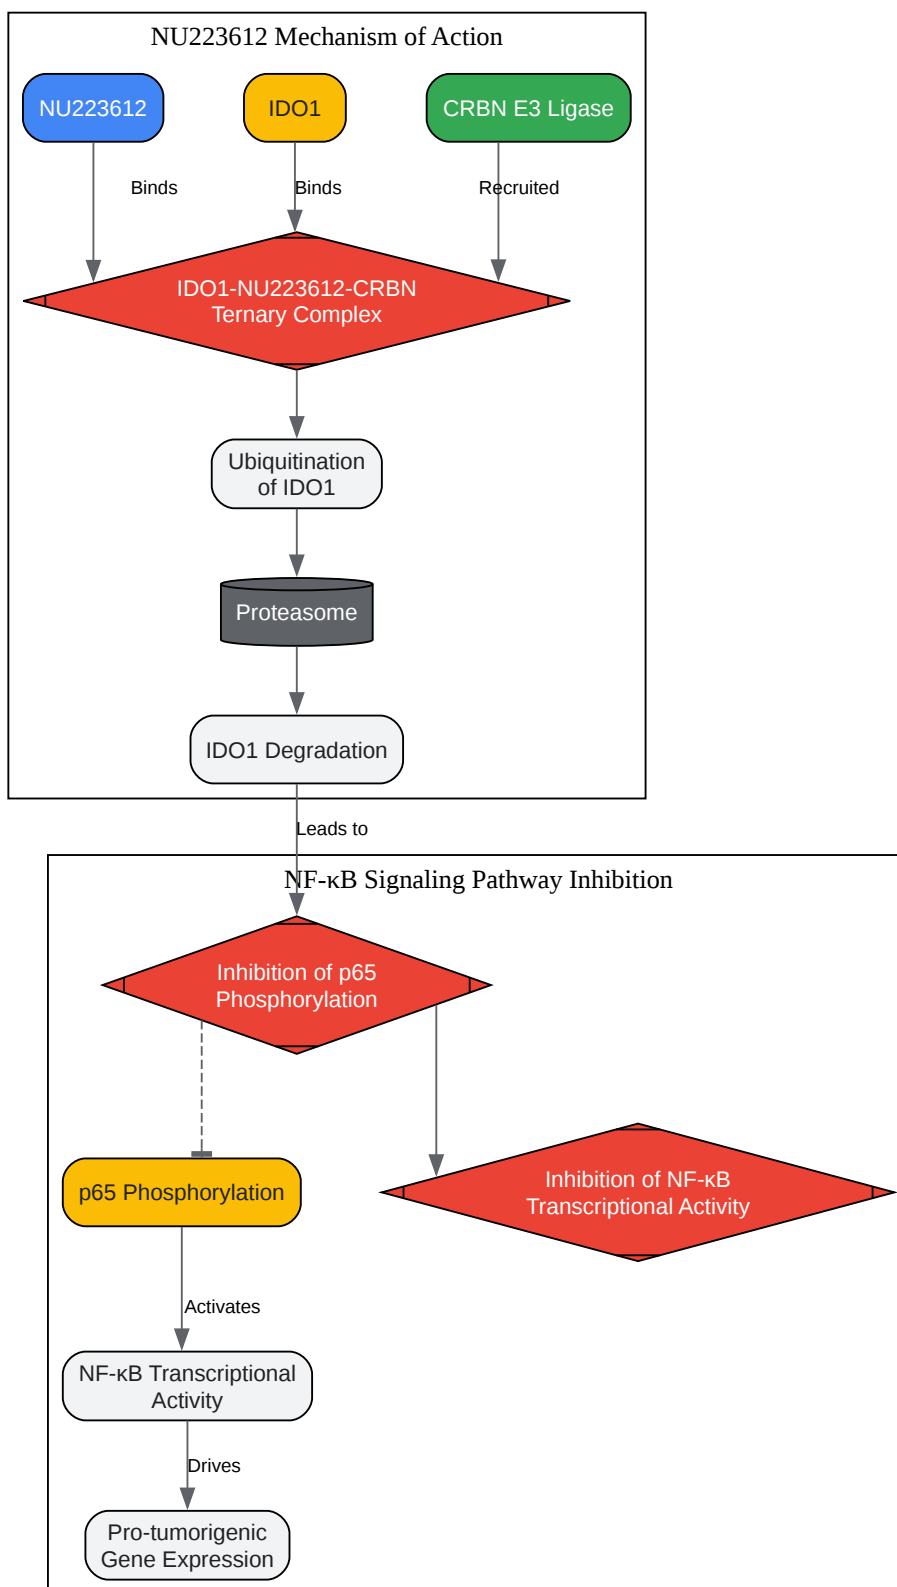 NU223612 Mechanism of Action
NU223612
IDO1
CRBN E3 Ligase
Binds
Binds
Recruited
IDO1-NU223612-CRBN
Ternary Complex
Ubiquitination
of IDO1
Proteasome
IDO1 Degradation
Leads to
NF-κB Signaling Pathway Inhibition
Inhibition of p65
Phosphorylation
Inhibition of NF-κB
Transcriptional Activity
p65 Phosphorylation
Activates
NF-κB Transcriptional
Activity
Drives
Pro-tumorigenic
Gene Expression